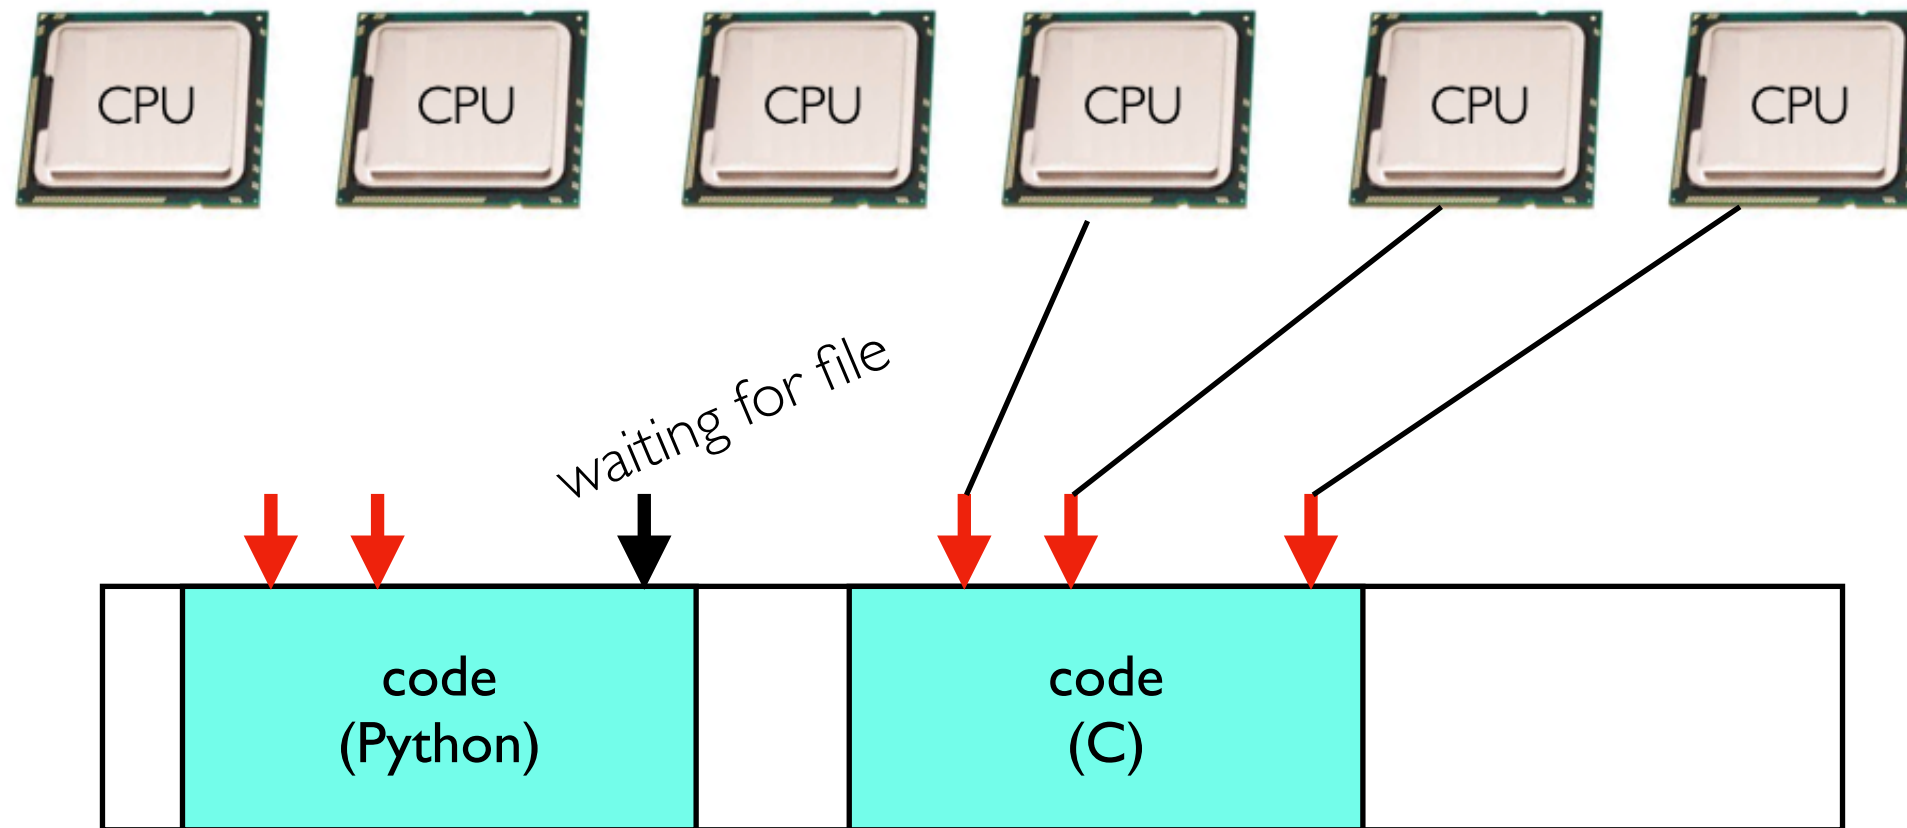 CPU
CPU
CPU
CPU
CPU
CPU
waiting for file
code
(Python)
code
(C)